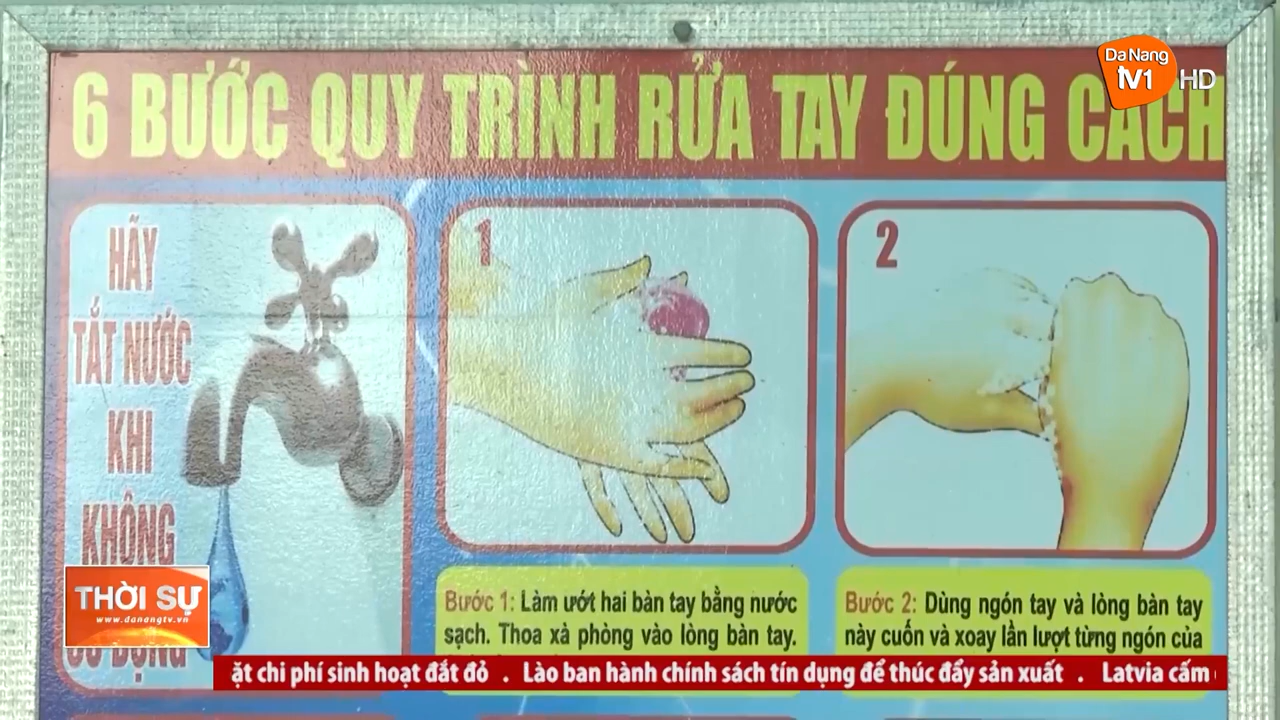 6 BƯỚC QUY TRÌNH RỬA TAY ĐÚNG CÁCH
Da Nang
TV1 HD
HÃY
TẮT NƯỚC
KHI
KHÔNG
1
2
Bước 1: Làm ướt hai bàn tay bằng nước
sạch. Thoa xà phòng vào lòng bàn tay.
Bước 2: Dùng ngón tay và lòng bàn tay
này cuốn và xoay lần lượt từng ngón của
THỜI SỰ
www.danangtv.vn
ặt chi phí sinh hoạt đắt đỏ . Lào ban hành chính sách tín dụng để thúc đẩy sản xuất . Latvia cấm